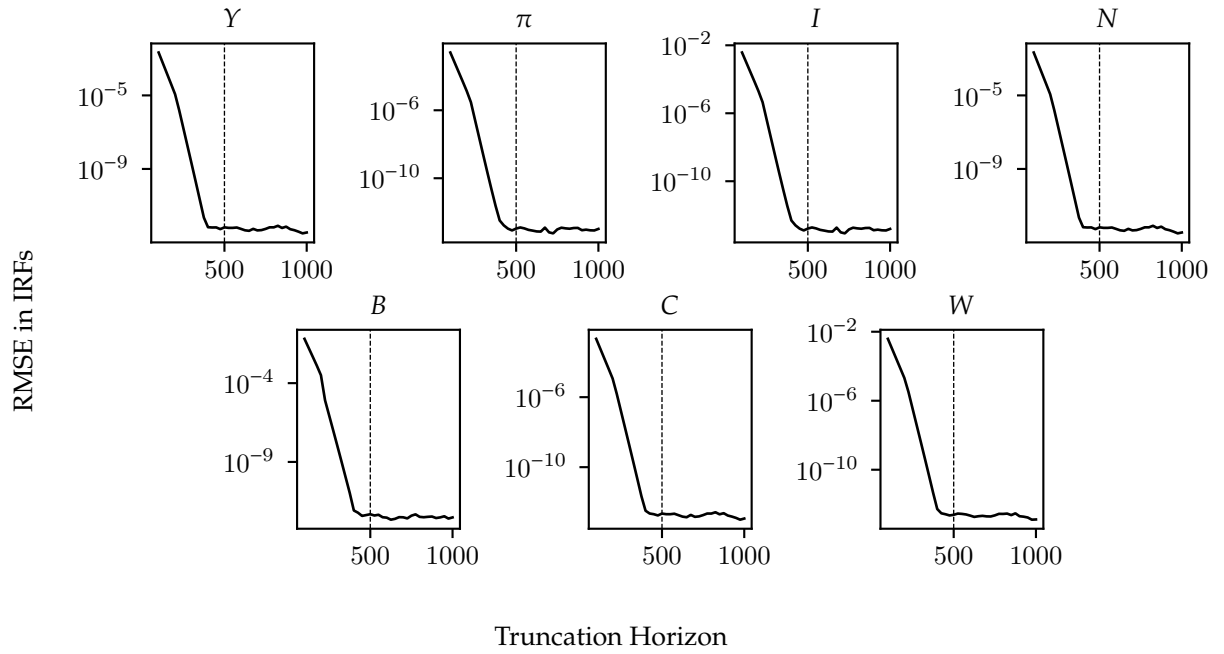 Y π I N
10⁻⁵ 10⁻⁹ 500 1000
10⁻⁶ 10⁻¹⁰ 500 1000
10⁻² 10⁻⁶ 10⁻¹⁰ 500 1000
10⁻⁵ 10⁻⁹ 500 1000
RMSE in IRFs
B C W
10⁻⁴ 10⁻⁹ 500 1000
10⁻⁶ 10⁻¹⁰ 500 1000
10⁻² 10⁻⁶ 10⁻¹⁰ 500 1000
Truncation Horizon